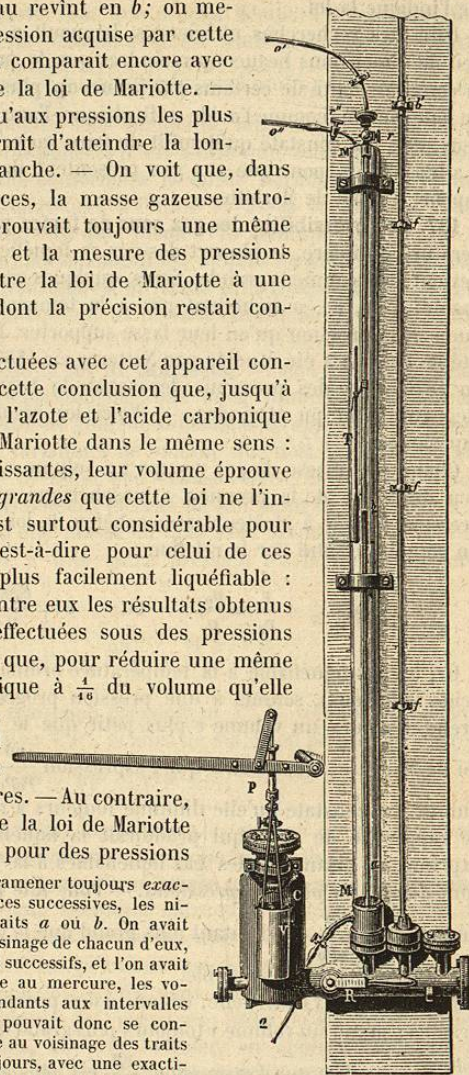 au revînt en b; on me-
ession acquise par cette
comparait encore avec
e la loi de Mariotte. —
qu'aux pressions les plus
ermît d'atteindre la lon-
anche. — On voit que, dans
ces, la masse gazeuse intro-
prouvait toujours une même
et la mesure des pressions
tre la loi de Mariotte à une
dont la précision restait con-
ctuées avec cet appareil con-
cette conclusion que, jusqu'à
l'azote et l'acide carbonique
Mariotte dans le même sens :
issantes, leur volume éprouve
grandes que cette loi ne l'in-
st surtout considérable pour
'est-à-dire pour celui de ces
plus facilement liquéfiable :
ntre eux les résultats obtenus
effectuées sous des pressions
que, pour réduire une même
ique à 1/16 du volume qu'elle
res. — Au contraire,
e la loi de Mariotte
pour des pressions
ramener toujours exac-
ces successives, les ni-
raits a ou b. On avait
isinage de chacun d'eux,
successifs, et l'on avait
e au mercure, les vo-
ndants aux intervalles
pouvait donc se con-
e au voisinage des traits
jours, avec une exacti-
o'
o"
r
M
b'
f
T
f
f
P
C
V
M
a
R
L